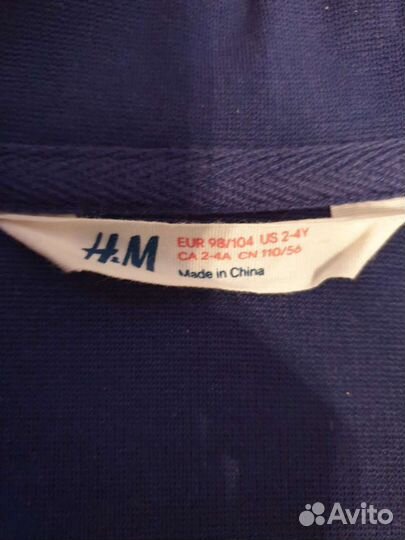 H.M
EUR 98/104 US 2-4Y
CA 2-4A CN 110/56
Made in China
Avito